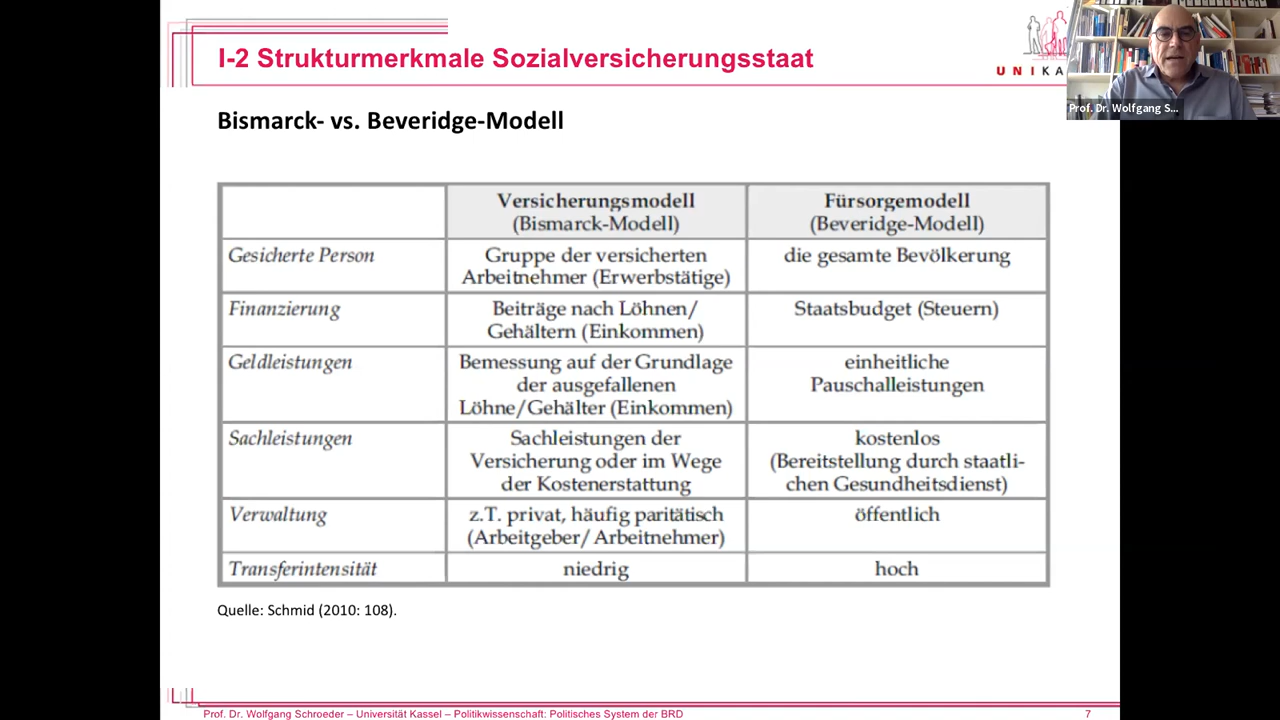 I-2 Strukturmerkmale Sozialversicherungsstaat
UNIKA
Prof. Dr. Wolfgang S...
Bismarck- vs. Beveridge-Modell
Versicherungsmodell
(Bismarck-Modell)
Fürsorgemodell
(Beveridge-Modell)
Gesicherte Person
Gruppe der versicherten
Arbeitnehmer (Erwerbstätige)
die gesamte Bevölkerung
Finanzierung
Beiträge nach Löhnen/
Gehältern (Einkommen)
Staatsbudget (Steuern)
Geldleistungen
Bemessung auf der Grundlage
der ausgefallenen
Löhne/Gehälter (Einkommen)
einheitliche
Pauschalleistungen
Sachleistungen
Sachleistungen der
Versicherung oder im Wege
der Kostenerstattung
kostenlos
(Bereitstellung durch staatli-
chen Gesundheitsdienst)
Verwaltung
z.T. privat, häufig paritätisch
(Arbeitgeber/Arbeitnehmer)
öffentlich
Transferintensität
niedrig
hoch
Quelle: Schmid (2010: 108).
Prof. Dr. Wolfgang Schroeder – Universität Kassel – Politikwissenschaft: Politisches System der BRD
7